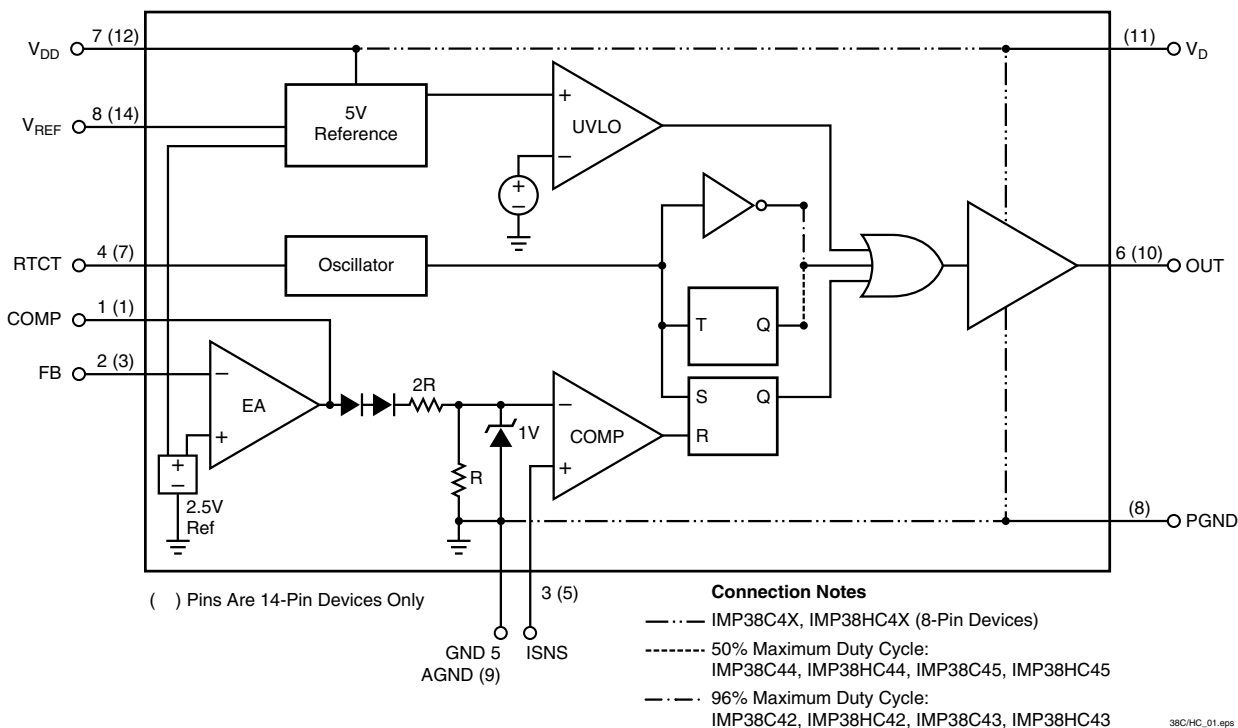 7 (12)
(11)
VDD
VD
8 (14)
VREF
5V
Reference
+
UVLO
−
+
−
4 (7)
RTCT
Oscillator
6 (10)
OUT
1 (1)
COMP
T Q
2 (3)
FB
−
EA
+
2R
S Q
R
−
COMP
+
1V
R
+
−
2.5V
Ref
(8)
PGND
( ) Pins Are 14-Pin Devices Only
3 (5)
GND 5
AGND (9)
ISNS
Connection Notes
IMP38C4X, IMP38HC4X (8-Pin Devices)
50% Maximum Duty Cycle:
IMP38C44, IMP38HC44, IMP38C45, IMP38HC45
96% Maximum Duty Cycle:
IMP38C42, IMP38HC42, IMP38C43, IMP38HC43
38C/HC_01.eps